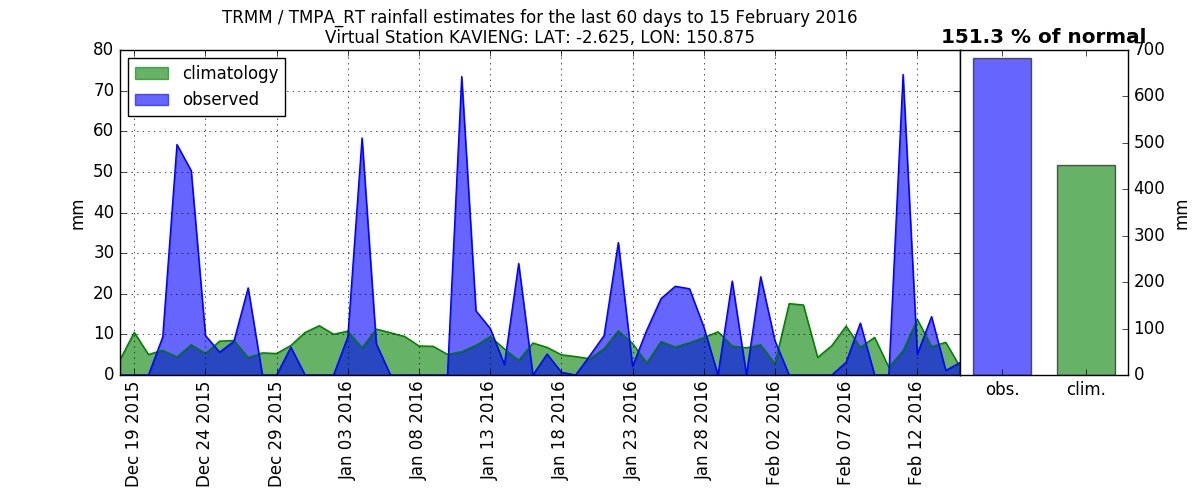 TRMM / TMPA_RT rainfall estimates for the last 60 days to 15 February 2016
Virtual Station KAVIENG: LAT: -2.625, LON: 150.875
151.3 % of normal
climatology
observed
mm
80
70
60
50
40
30
20
10
0
Dec 19 2015
Dec 24 2015
Dec 29 2015
Jan 03 2016
Jan 08 2016
Jan 13 2016
Jan 18 2016
Jan 23 2016
Jan 28 2016
Feb 02 2016
Feb 07 2016
Feb 12 2016
obs.
clim.
700
600
500
400
300
200
100
0
mm